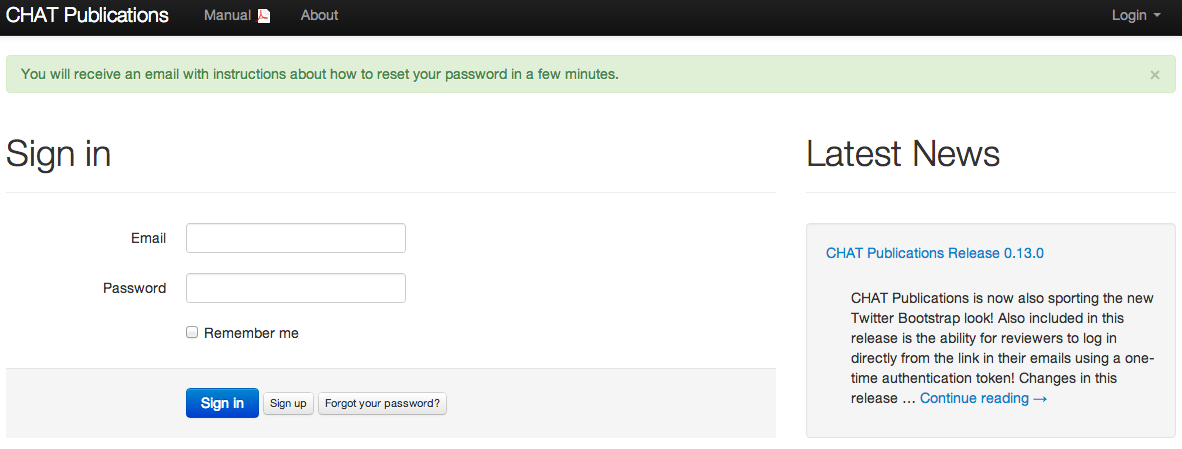 CHAT Publications Manual About Login
You will receive an email with instructions about how to reset your password in a few minutes. ×
Sign in
Email
Password
Remember me
Sign in Sign up Forgot your password?
Latest News
CHAT Publications Release 0.13.0
CHAT Publications is now also sporting the new
Twitter Bootstrap look! Also included in this
release is the ability for reviewers to log in
directly from the link in their emails using a one-
time authentication token! Changes in this
release … Continue reading →